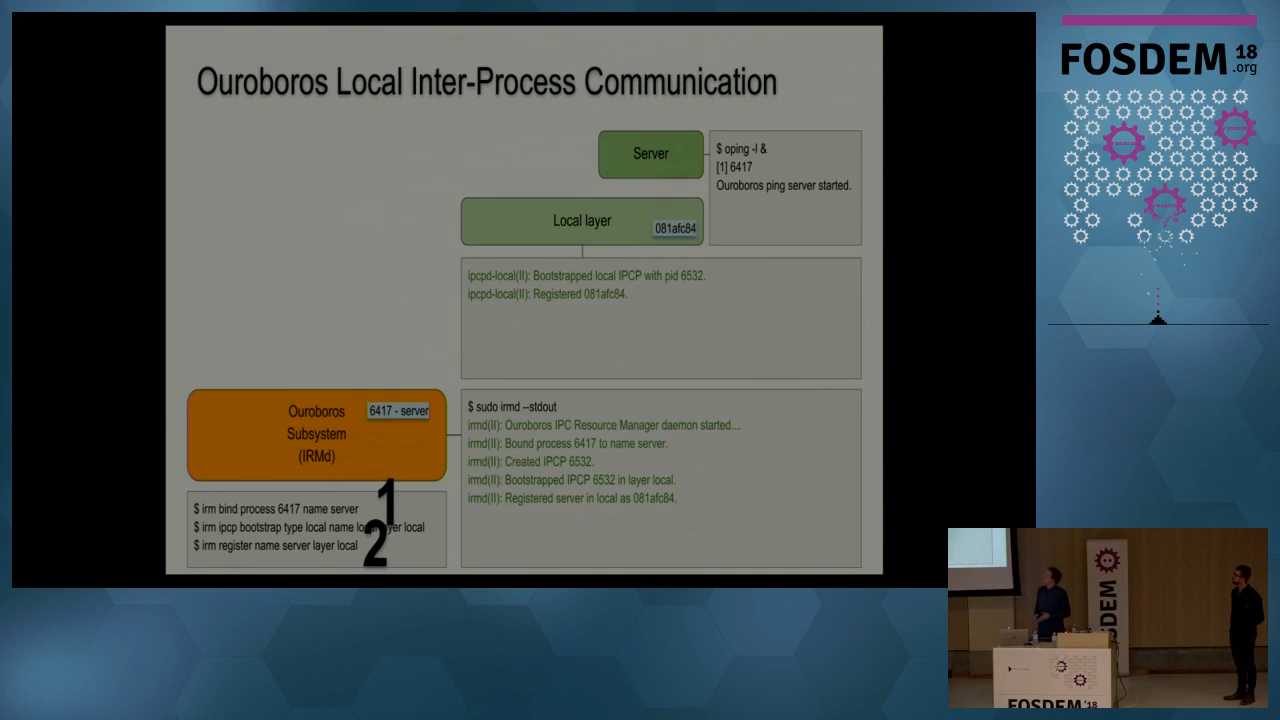 Ouroboros Local Inter-Process Communication
Server
$ oping -l &
[1] 6417
Ouroboros ping server started.
Local layer
081afc84
ipcpd-local(II): Bootstrapped local IPCP with pid 6532.
ipcpd-local(II): Registered 081afc84.
Ouroboros
Subsystem
(IRMd)
6417 - server
$ sudo irmd --stdout
irmd(II): Ouroboros IPC Resource Manager daemon started…
irmd(II): Bound process 6417 to name server.
irmd(II): Created IPCP 6532.
irmd(II): Bootstrapped IPCP 6532 in layer local.
irmd(II): Registered server in local as 081afc84.
1
2
$ irm bind process 6417 name server
$ irm ipcp bootstrap type local name local layer local
$ irm register name server layer local
FOSDEM 18
.org
FOSDEM
FOSDEM '18